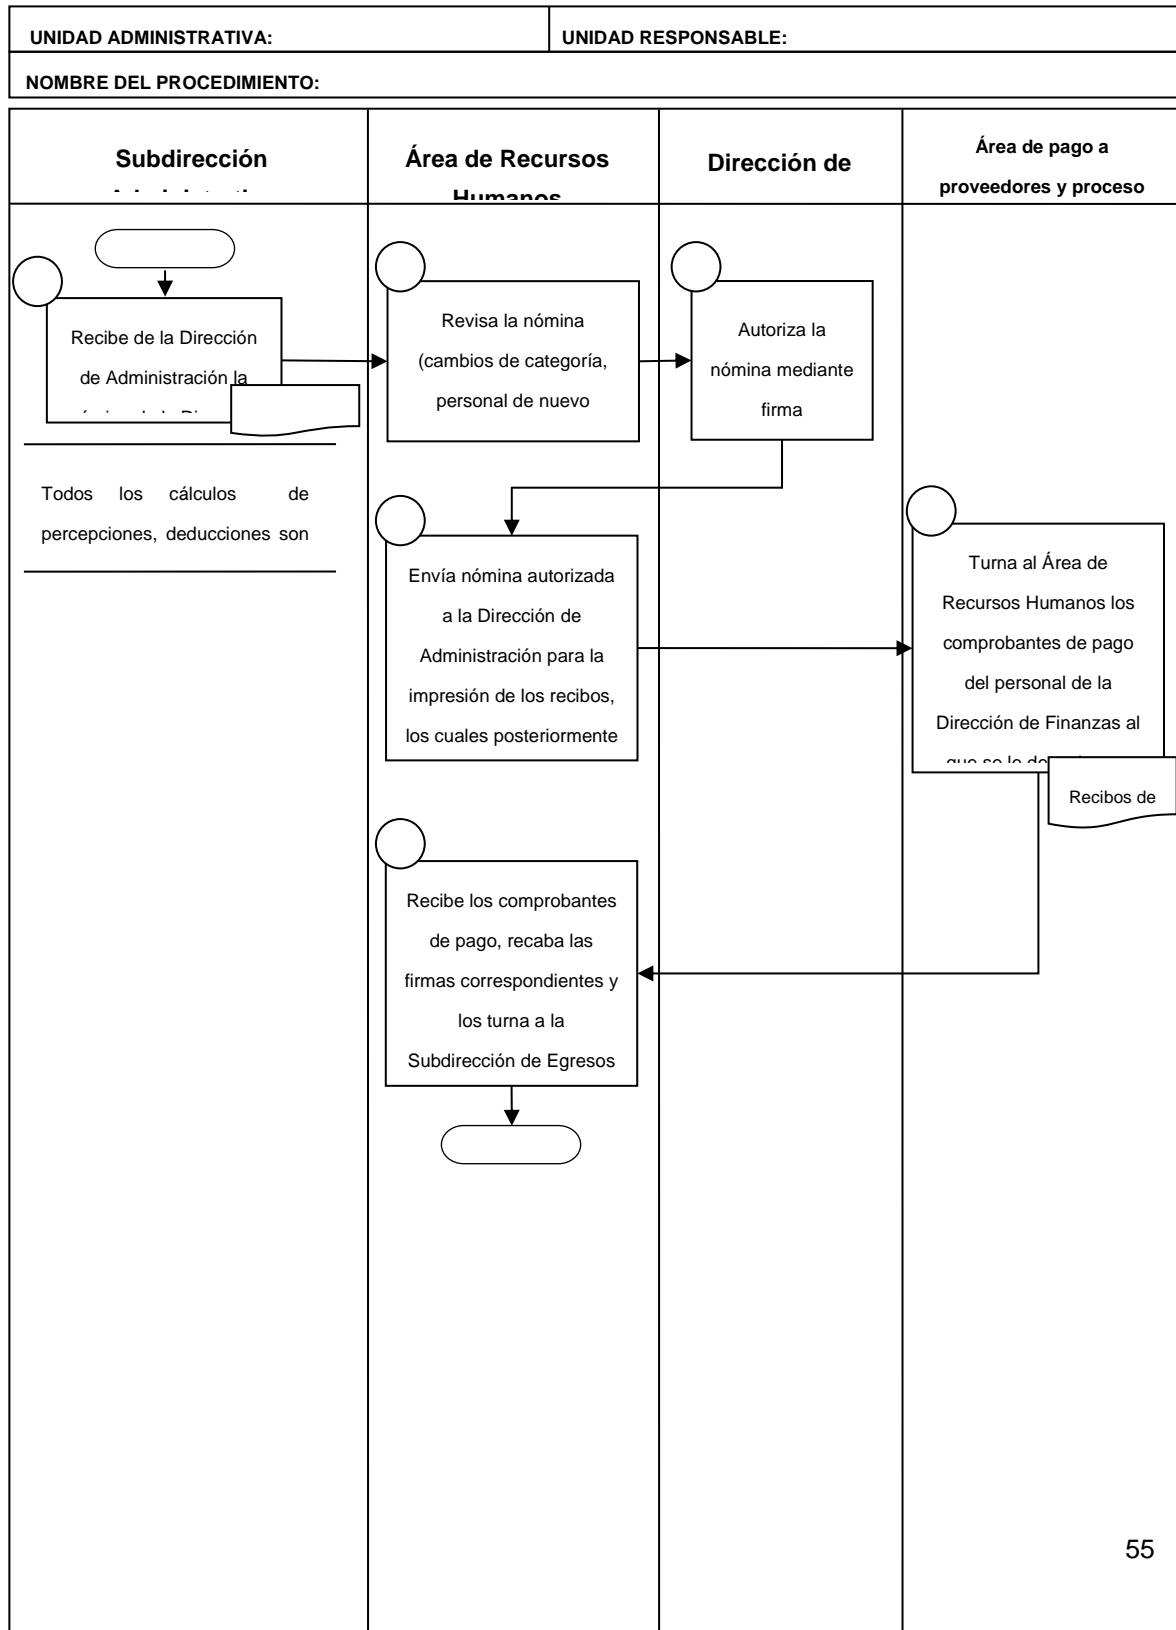 UNIDAD ADMINISTRATIVA:
UNIDAD RESPONSABLE:
NOMBRE DEL PROCEDIMIENTO:
Subdirección
Área de Recursos
Humanos
Dirección de
Área de pago a
proveedores y proceso
Recibe de la Dirección
de Administración la
Revisa la nómina
(cambios de categoría,
personal de nuevo
Autoriza la
nómina mediante
firma
Todos los cálculos de
percepciones, deducciones son
Envía nómina autorizada
a la Dirección de
Administración para la
impresión de los recibos,
los cuales posteriormente
Turna al Área de
Recursos Humanos los
comprobantes de pago
del personal de la
Dirección de Finanzas al
que se le
Recibos de
Recibe los comprobantes
de pago, recaba las
firmas correspondientes y
los turna a la
Subdirección de Egresos
55